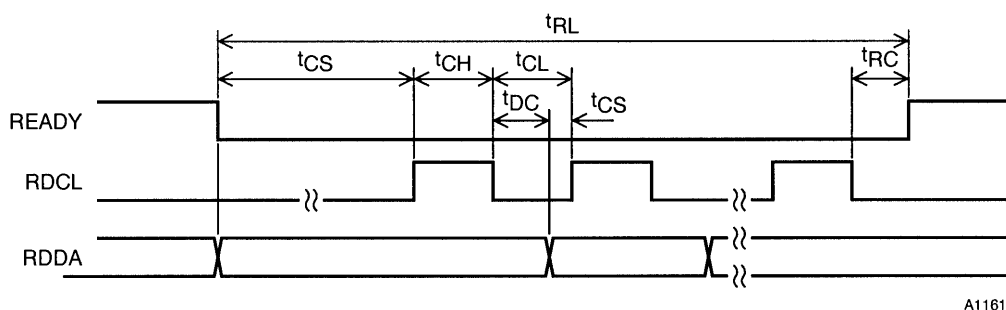 tRL
tCS tCH tCL tRC
tDC tCS
READY
RDCL
RDDA
A1161